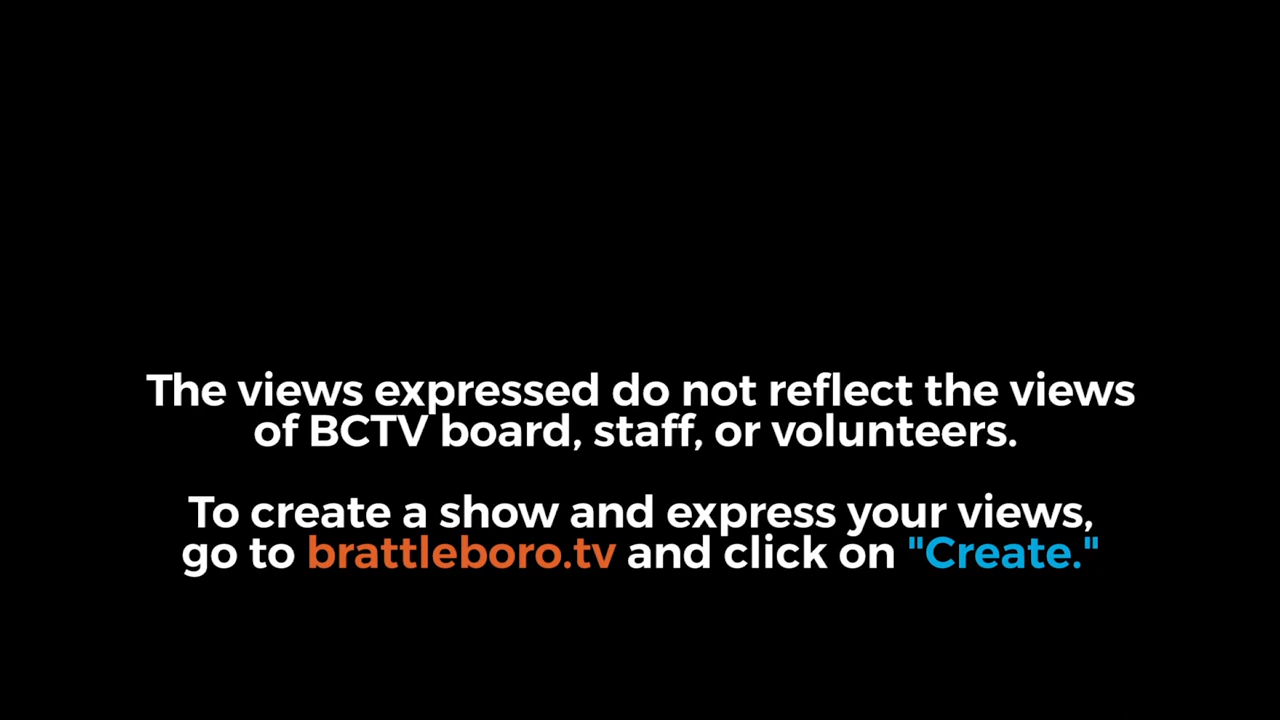 The views expressed do not reflect the views
of BCTV board, staff, or volunteers.
To create a show and express your views,
go to brattleboro.tv and click on "Create."